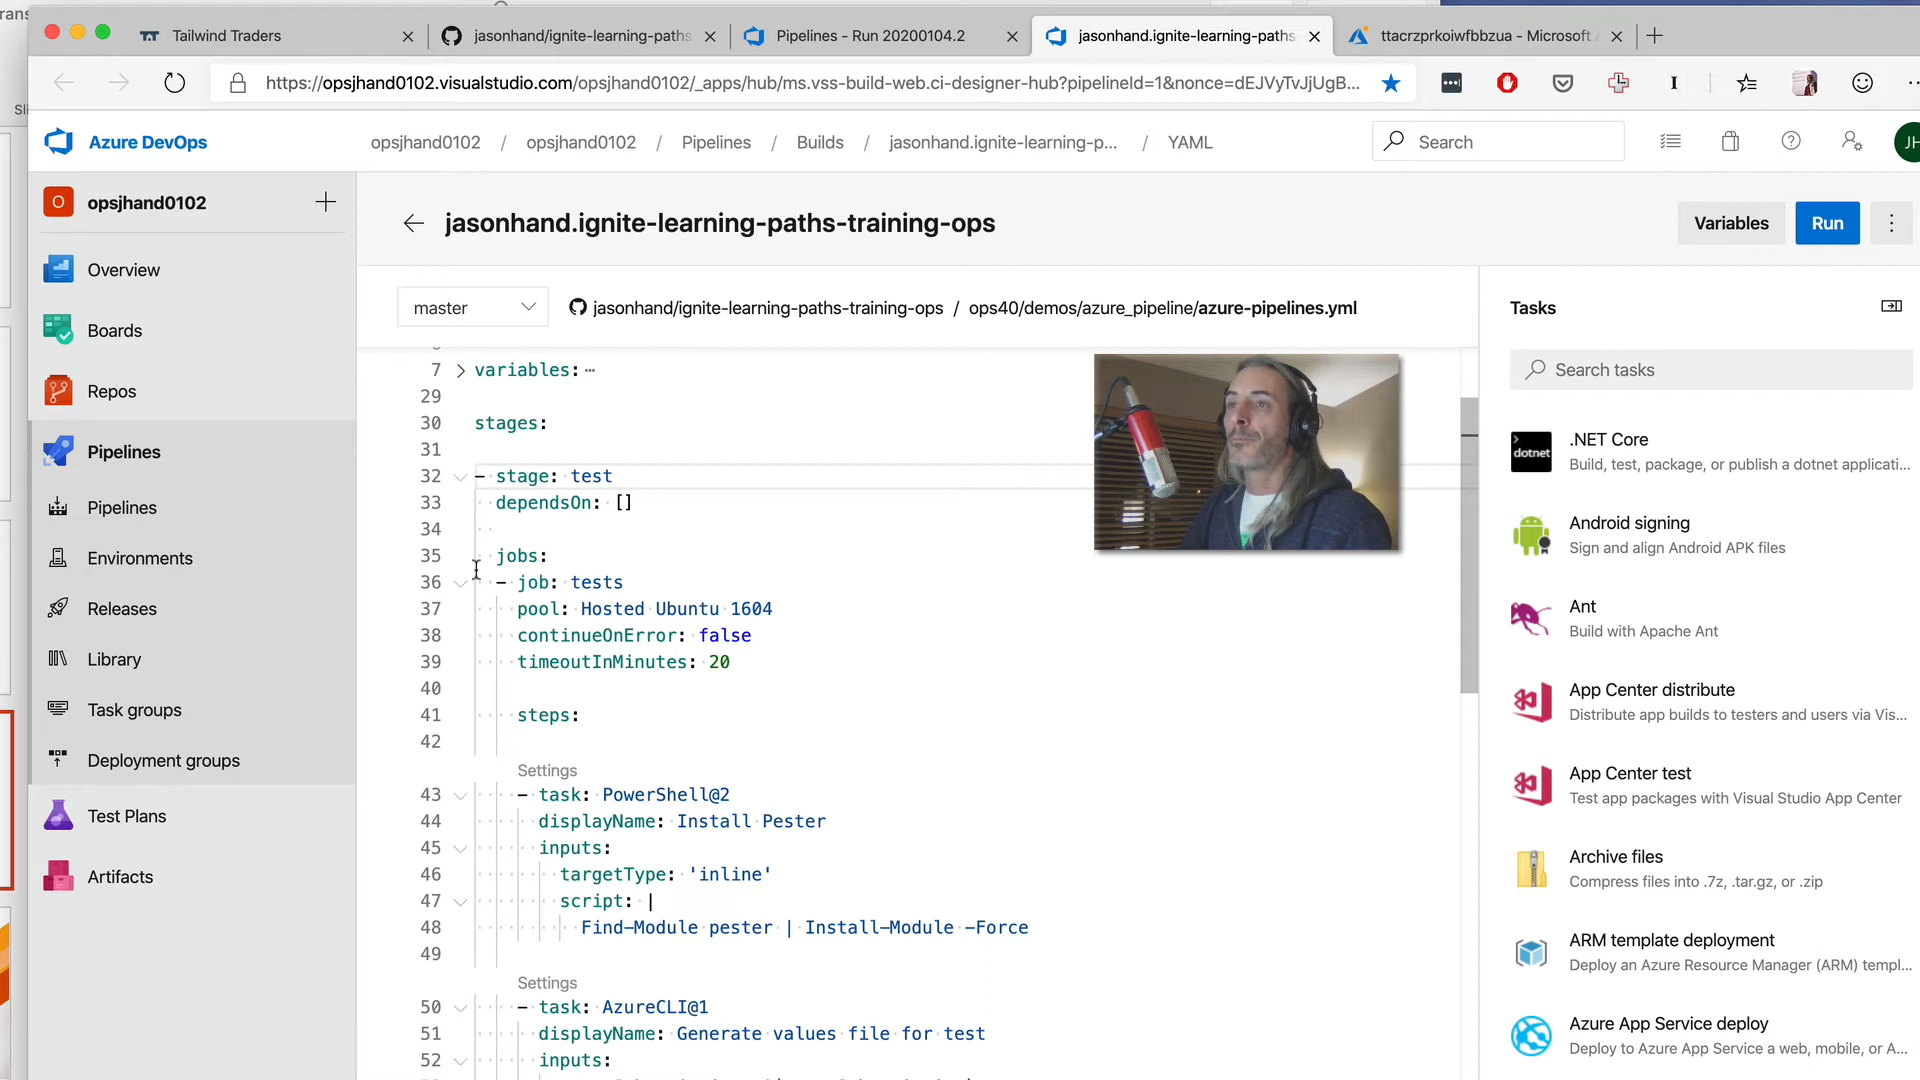 rans
Tailwind Traders
jasonhand/ignite-learning-paths
Pipelines - Run 20200104.2
jasonhand.ignite-learning-paths
ttacrzprkoiwfbbzua - Microsoft A
https://opsjhand0102.visualstudio.com/opsjhand0102/_apps/hub/ms.vss-build-web.ci-designer-hub?pipelineId=1&nonce=dEJVyTvJjUgB...
Sli
Azure DevOps
opsjhand0102 / opsjhand0102 / Pipelines / Builds / jasonhand.ignite-learning-p... / YAML
Search
JH
O opsjhand0102
Overview
Boards
Repos
Pipelines
Pipelines
Environments
Releases
Library
Task groups
Deployment groups
Test Plans
Artifacts
jasonhand.ignite-learning-paths-training-ops
Variables
Run
master
jasonhand/ignite-learning-paths-training-ops / ops40/demos/azure_pipeline/azure-pipelines.yml
7 variables: ...
29
30 stages:
31
32 - stage: test
33 dependsOn: []
34
35 jobs:
36 - job: tests
37 pool: Hosted Ubuntu 1604
38 continueOnError: false
39 timeoutInMinutes: 20
40
41 steps:
42
Settings
43 - task: PowerShell@2
44 displayName: Install Pester
45 inputs:
46 targetType: 'inline'
47 script: |
48 Find-Module pester | Install-Module -Force
49
Settings
50 - task: AzureCLI@1
51 displayName: Generate values file for test
52 inputs:
Tasks
Search tasks
dotnet
.NET Core
Build, test, package, or publish a dotnet applicati...
Android signing
Sign and align Android APK files
Ant
Build with Apache Ant
App Center distribute
Distribute app builds to testers and users via Vis...
App Center test
Test app packages with Visual Studio App Center
Archive files
Compress files into .7z, .tar.gz, or .zip
ARM template deployment
Deploy an Azure Resource Manager (ARM) templ...
Azure App Service deploy
Deploy to Azure App Service a web, mobile, or A...